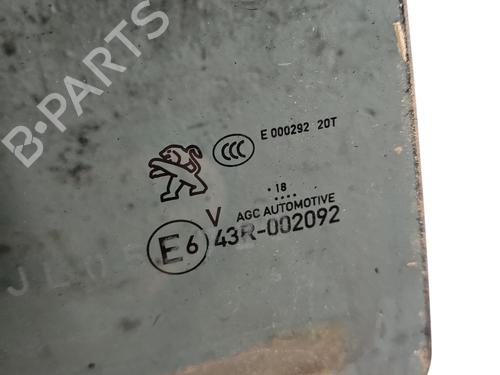 B-PARTS
CCC
E 000292 20T
. 18
....
V AGC AUTOMOTIVE
E6 43R-002092